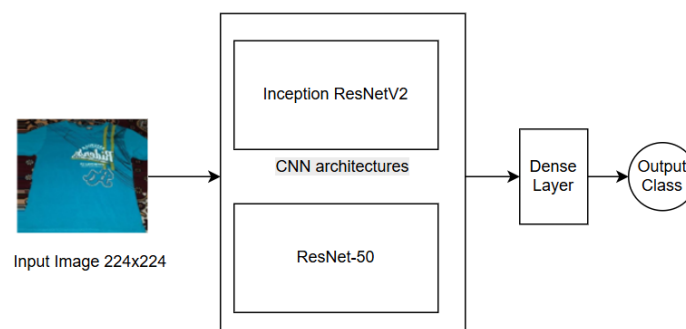 Inception ResNetV2
CNN architectures
ResNet-50
Input Image 224x224
Dense
Layer
Output
Class